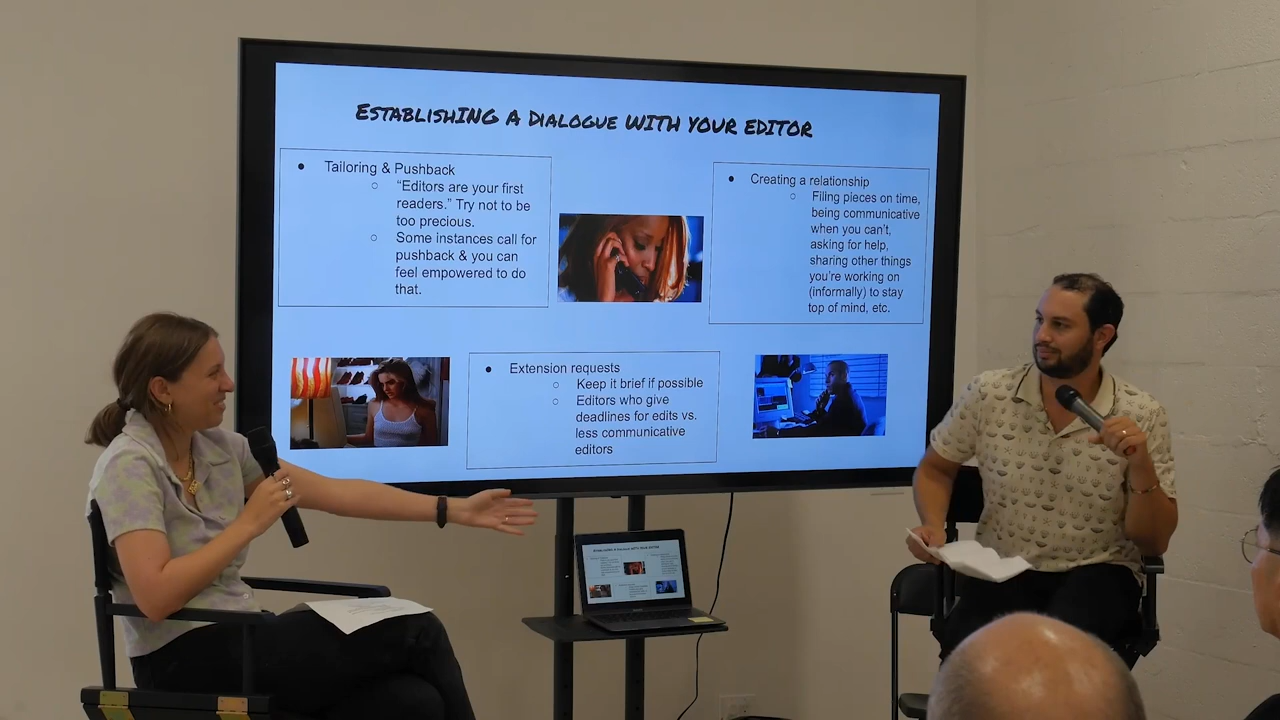 EstablishING A Dialogue WITH YOUR EDITOR
● Tailoring & Pushback
○ “Editors are your first
readers.” Try not to be
too precious.
○ Some instances call for
pushback & you can
feel empowered to do
that.
● Creating a relationship
○ Filing pieces on time,
being communicative
when you can’t,
asking for help,
sharing other things
you’re working on
(informally) to stay
top of mind, etc.
● Extension requests
○ Keep it brief if possible
○ Editors who give
deadlines for edits vs.
less communicative
editors